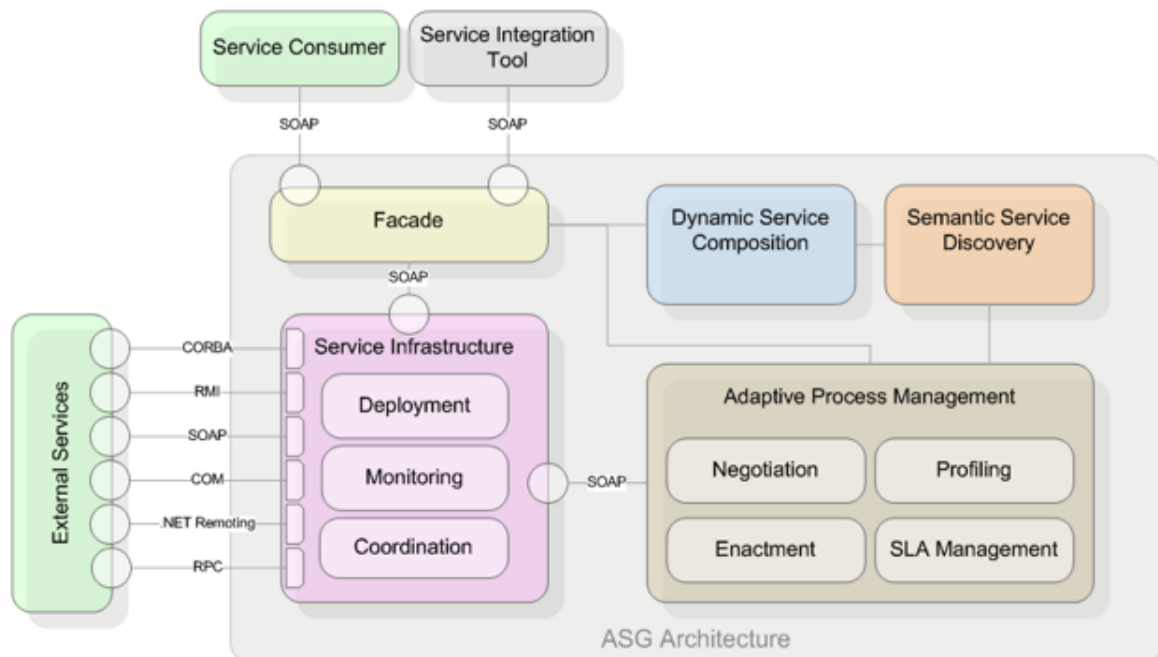 Service Consumer
Service Integration
Tool
SOAP
SOAP
Facade
Dynamic Service
Composition
Semantic Service
Discovery
SOAP
External Services
CORBA
RMI
SOAP
COM
.NET Remoting
RPC
Service Infrastructure
Deployment
Monitoring
Coordination
SOAP
Adaptive Process Management
Negotiation
Profiling
Enactment
SLA Management
ASG Architecture